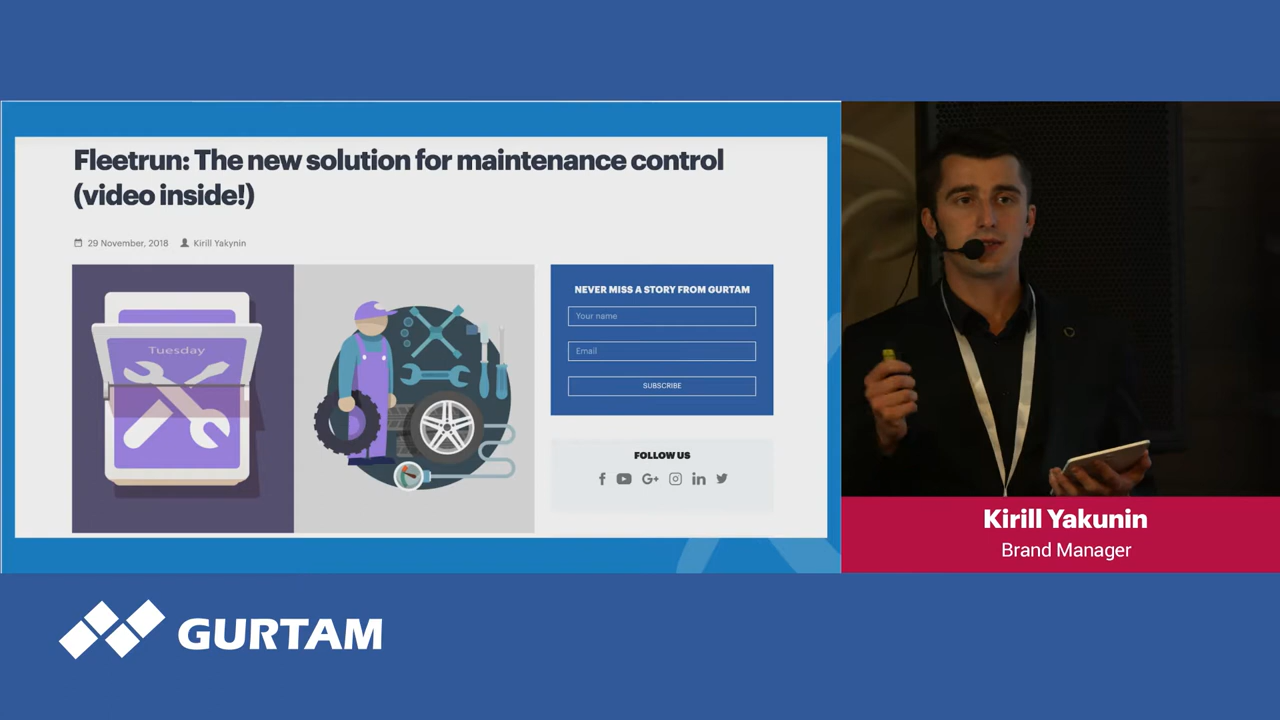 Fleetrun: The new solution for maintenance control
(video inside!)
29 November, 2018 Kirill Yakynin
Tuesday
NEVER MISS A STORY FROM GURTAM
Your name
Email
SUBSCRIBE
FOLLOW US
Kirill Yakunin
Brand Manager
GURTAM